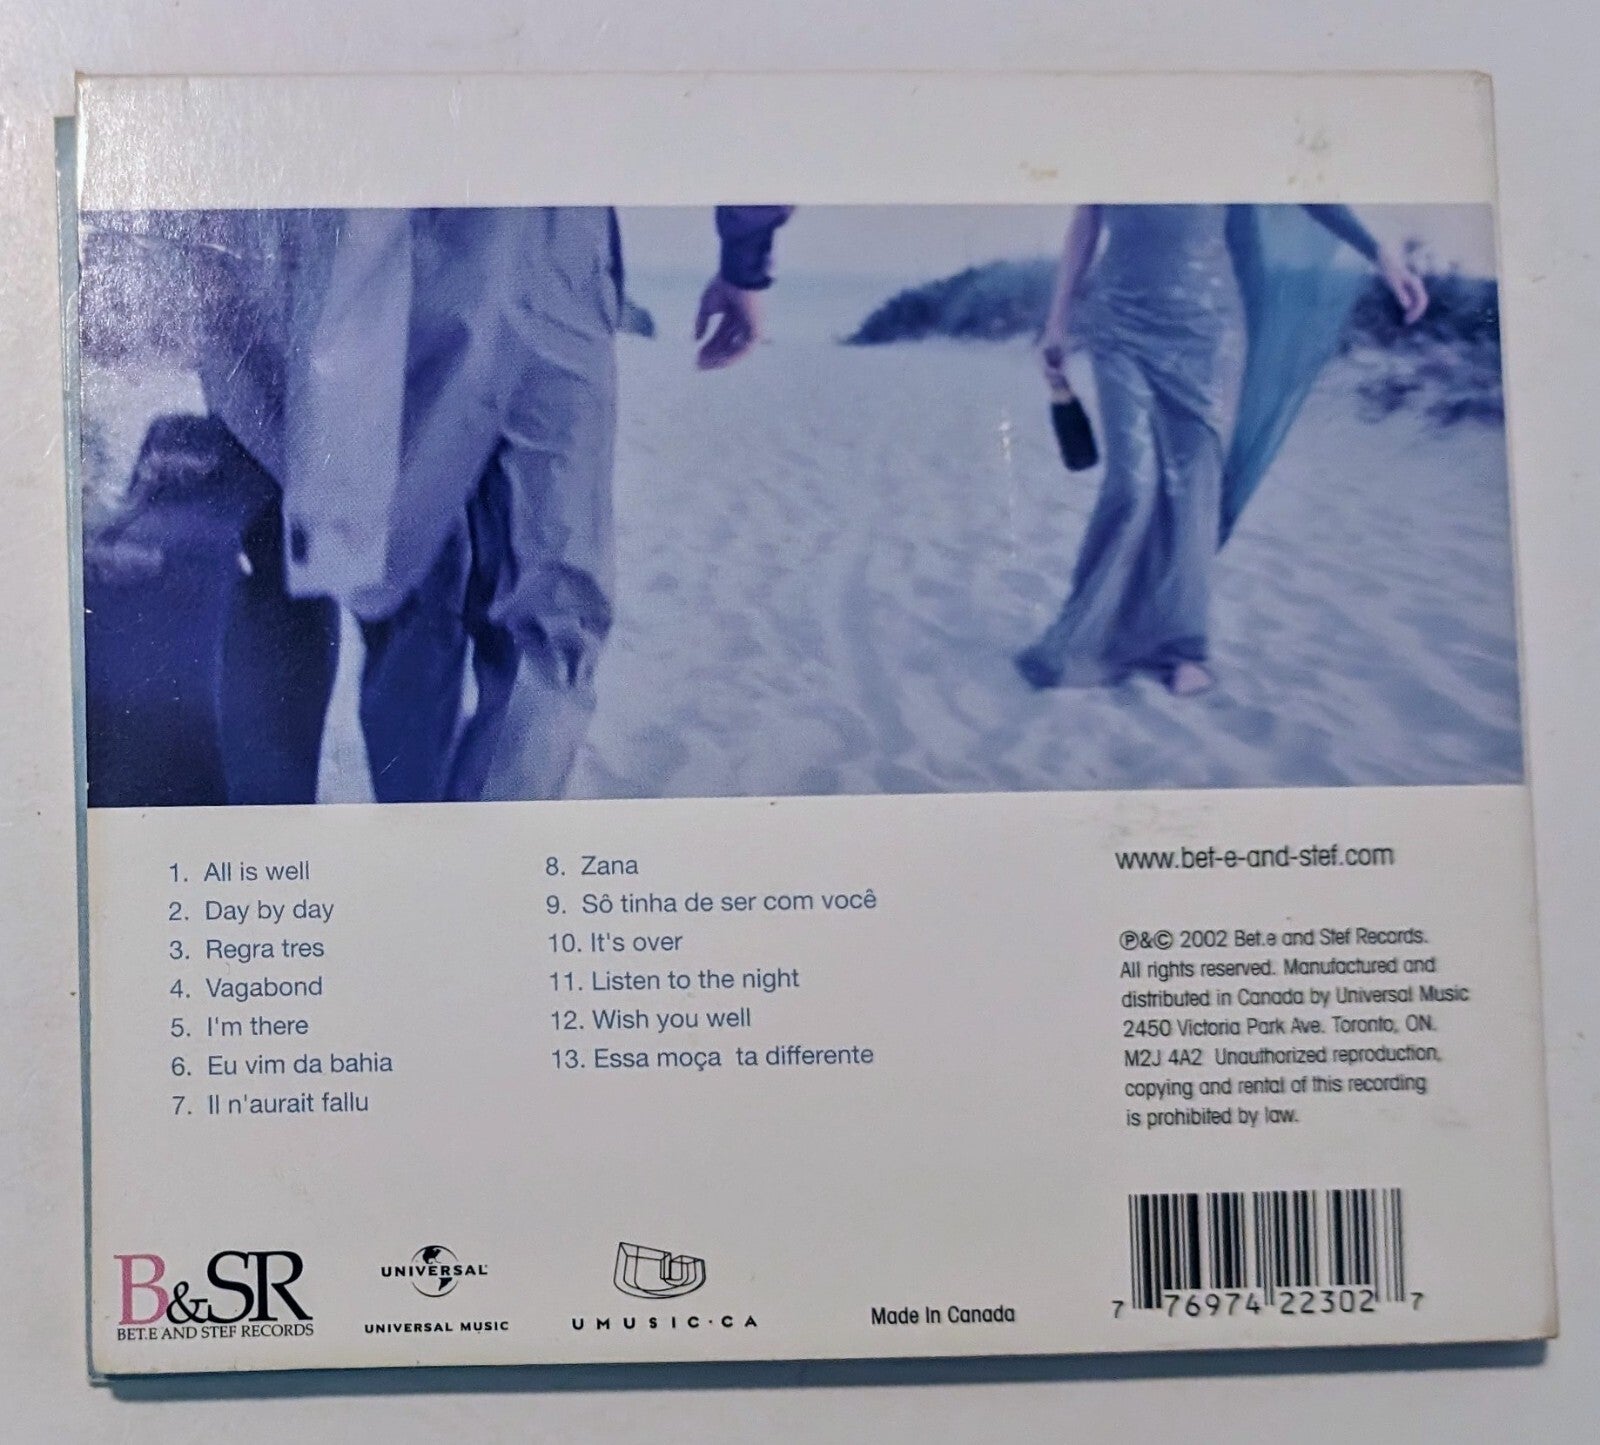 1. All is well
2. Day by day
3. Regra tres
4. Vagabond
5. I'm there
6. Eu vim da bahia
7. Il n'aurait fallu
8. Zana
9. Sô tinha de ser com você
10. It's over
11. Listen to the night
12. Wish you well
13. Essa moça ta differente
www.bet-e-and-stef.com
℗&© 2002 Bet.e and Stef Records.
All rights reserved. Manufactured and
distributed in Canada by Universal Music
2450 Victoria Park Ave. Toronto, ON.
M2J 4A2 Unauthorized reproduction,
copying and rental of this recording
is prohibited by law.
B&SR
BET.E AND STEF RECORDS
UNIVERSAL
UNIVERSAL MUSIC
UMUSIC.CA
Made In Canada
7 76974 22302 7